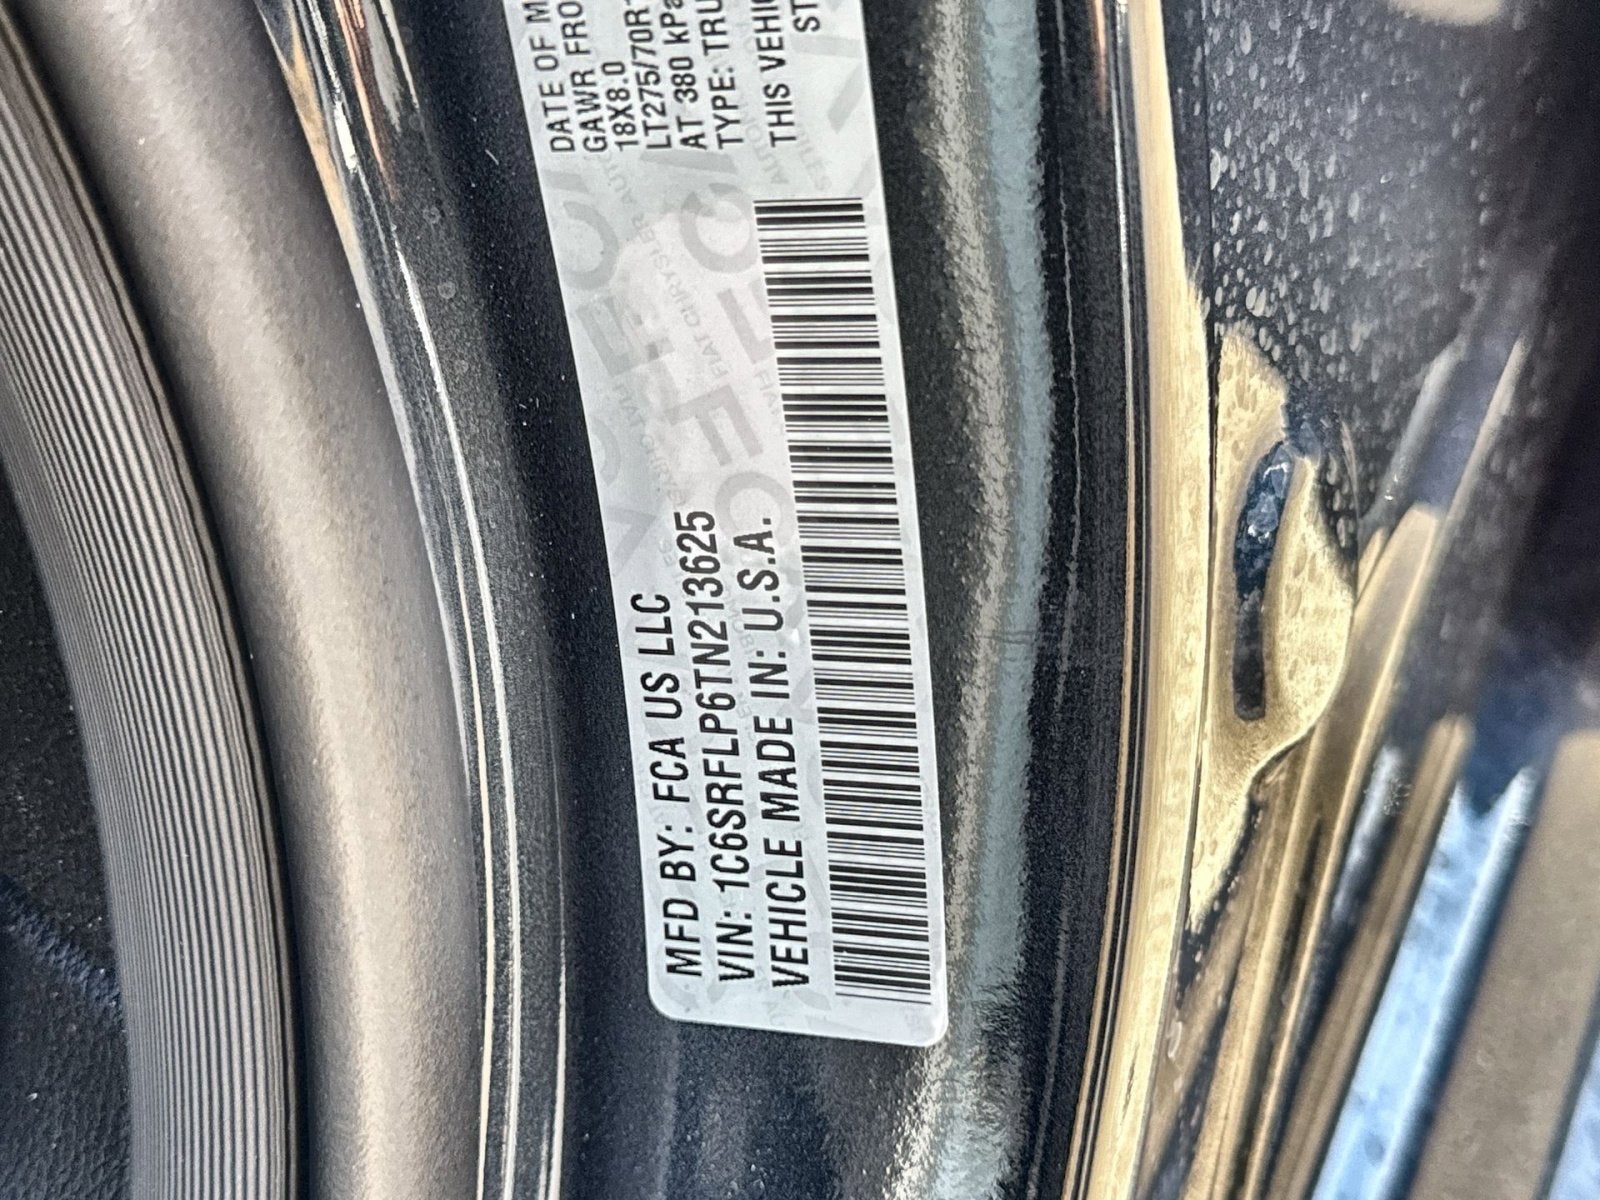 MFD BY: FCA US LLC
VIN: 1C6SRFLP6TN213625
VEHICLE MADE IN: U.S.A.
DATE OF M
GAWR FRO
18X8.0
LT275/70R1
AT 380 kPa
TYPE: TRU
THIS VEHIC
ST